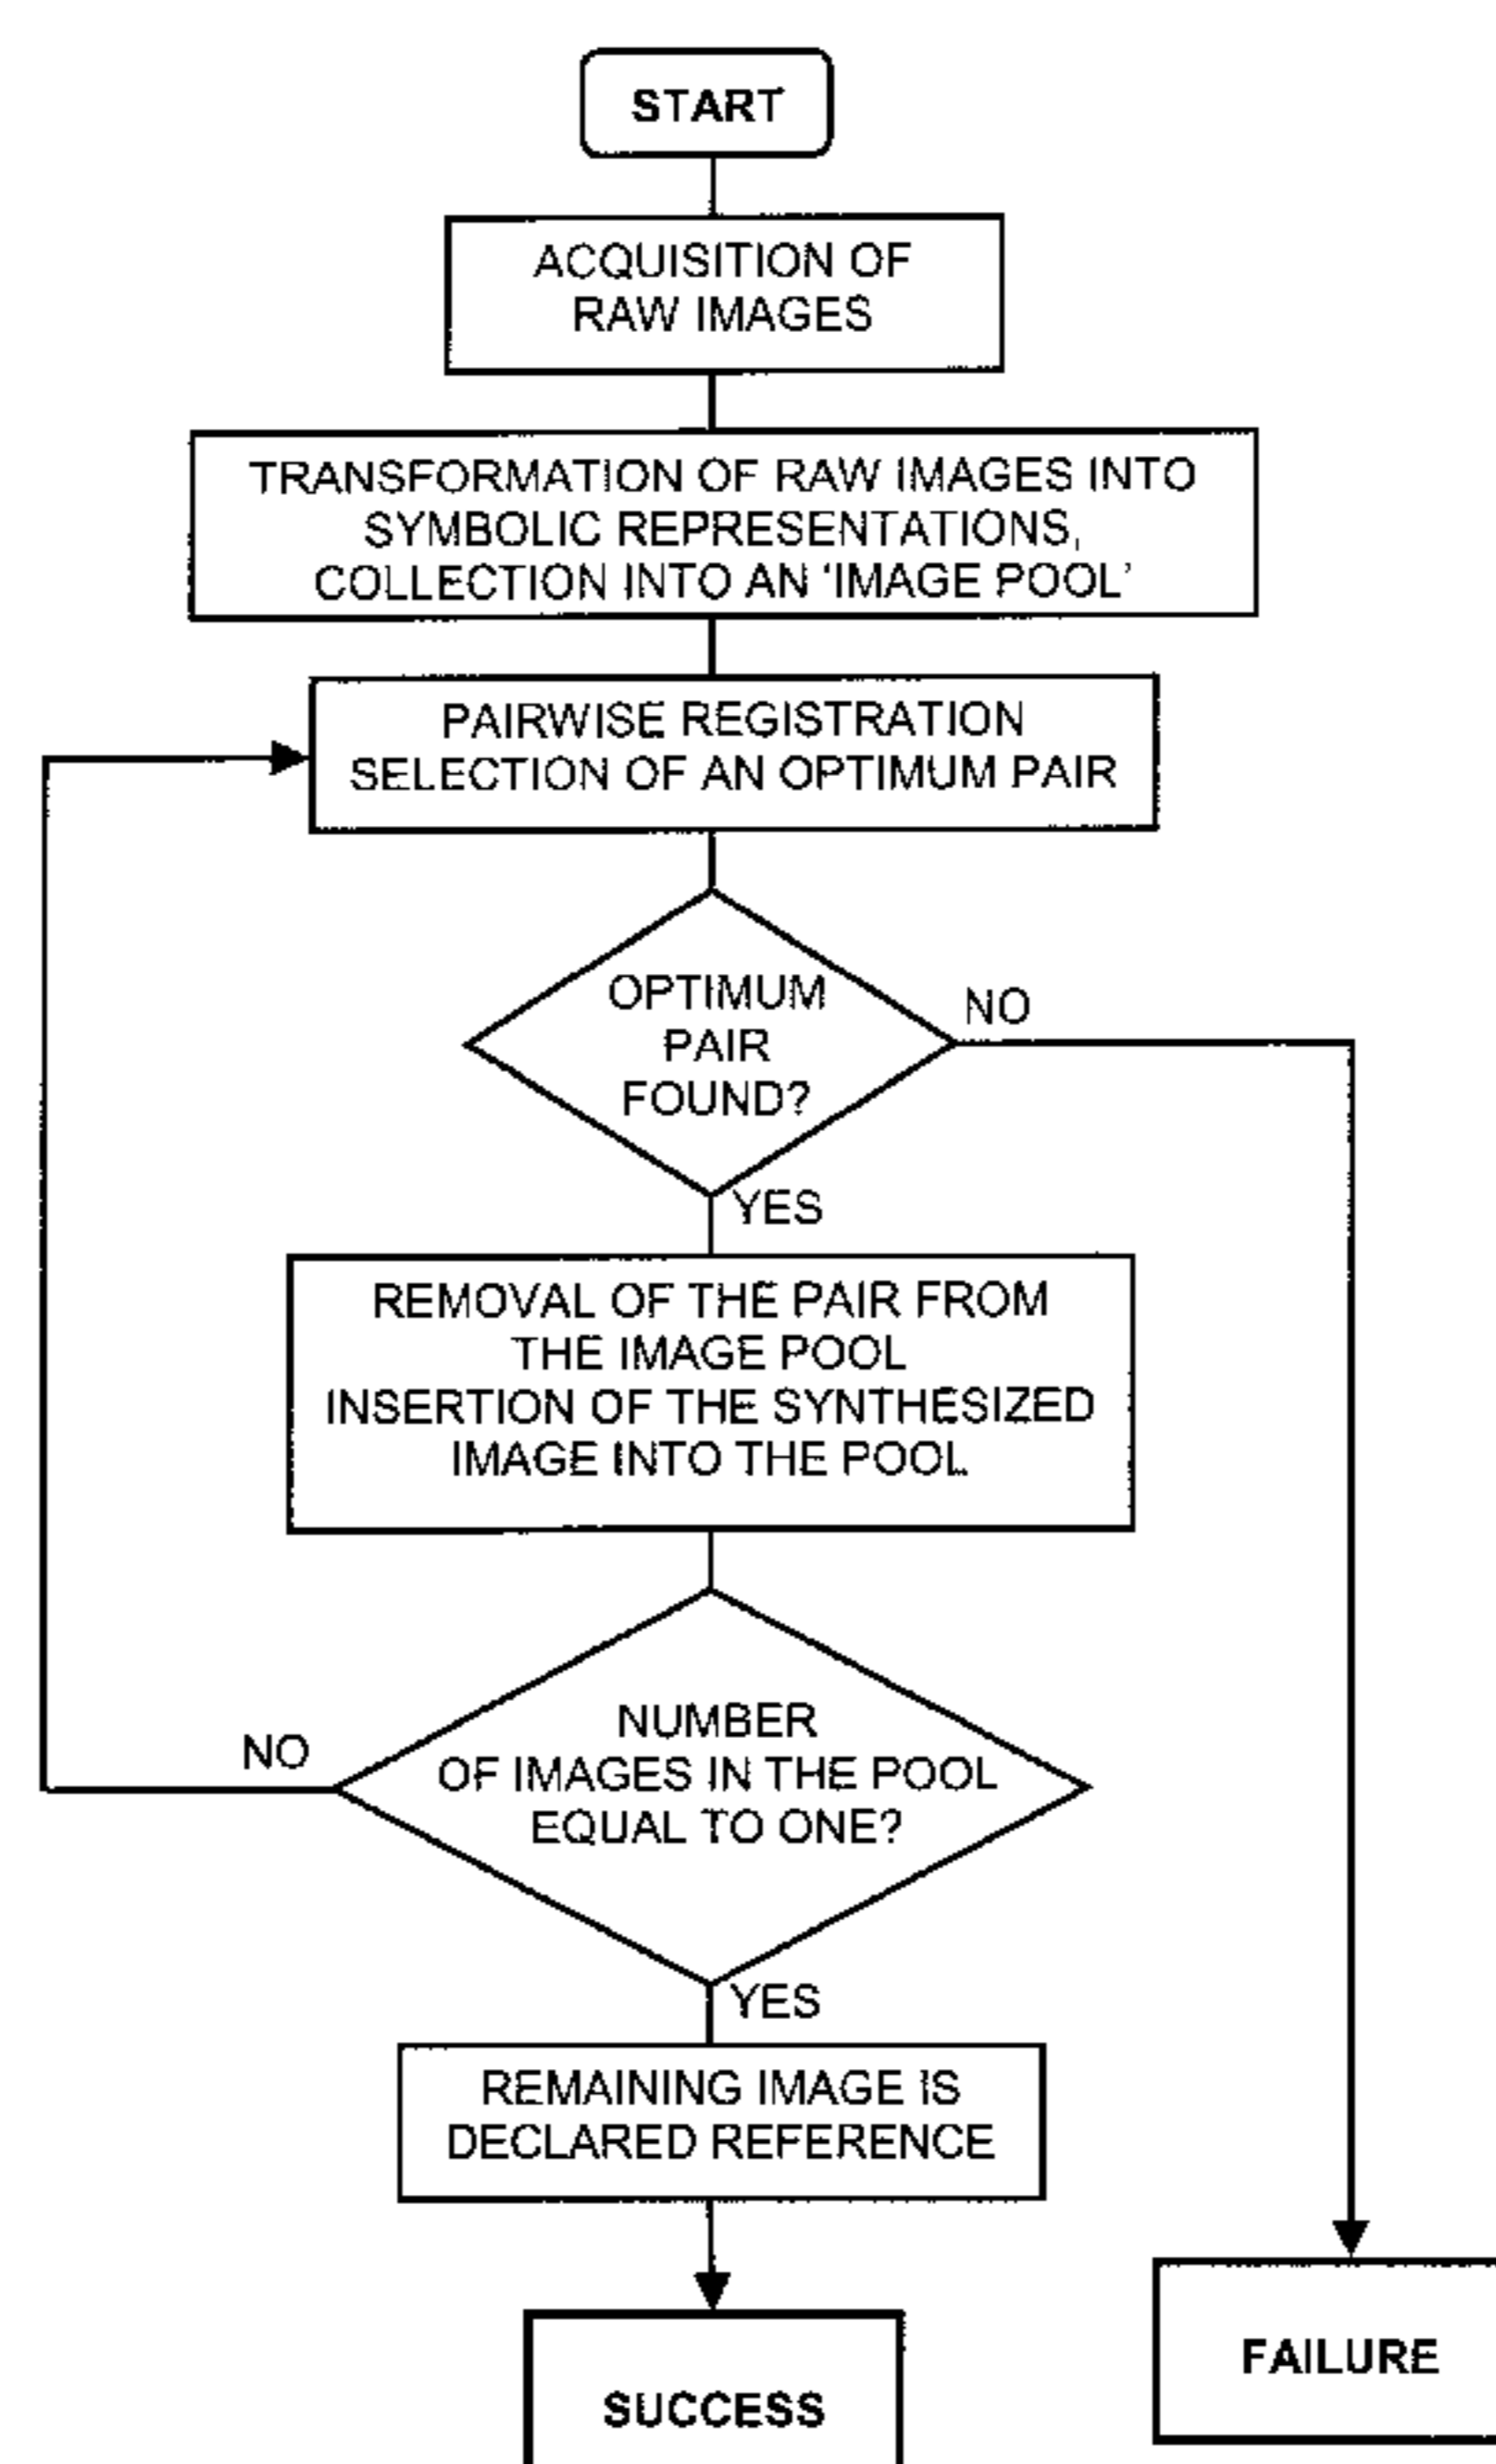 START
ACQUISITION OF
RAW IMAGES
TRANSFORMATION OF RAW IMAGES INTO
SYMBOLIC REPRESENTATIONS,
COLLECTION INTO AN ‘IMAGE POOL’
PAIRWISE REGISTRATION
SELECTION OF AN OPTIMUM PAIR
OPTIMUM
PAIR
FOUND?
NO
YES
REMOVAL OF THE PAIR FROM
THE IMAGE POOL
INSERTION OF THE SYNTHESIZED
IMAGE INTO THE POOL
NUMBER
OF IMAGES IN THE POOL
EQUAL TO ONE?
NO
YES
REMAINING IMAGE IS
DECLARED REFERENCE
FAILURE
SUCCESS